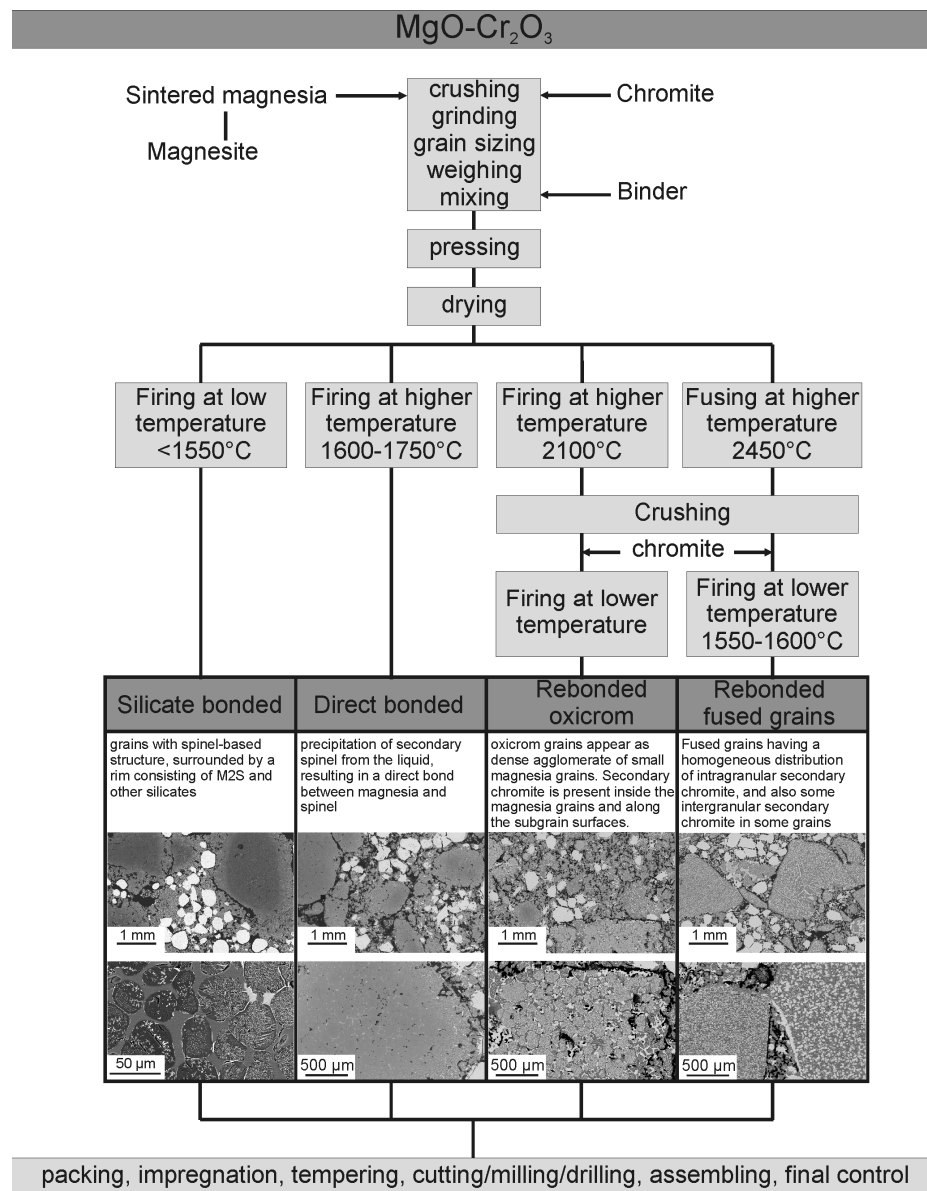 MgO-Cr₂O₃
Sintered magnesia
Magnesite
crushing
grinding
grain sizing
weighing
mixing
Chromite
Binder
pressing
drying
Firing at low
temperature
<1550°C
Firing at higher
temperature
1600-1750°C
Firing at higher
temperature
2100°C
Fusing at higher
temperature
2450°C
Crushing
chromite
Firing at lower
temperature
Firing at lower
temperature
1550-1600°C
Silicate bonded
Direct bonded
Rebonded
oxicrom
Rebonded
fused grains
grains with spinel-based
structure, surrounded by a
rim consisting of M2S and
other silicates
precipitation of secondary
spinel from the liquid,
resulting in a direct bond
between magnesia and
spinel
oxicrom grains appear as
dense agglomerate of small
magnesia grains. Secondary
chromite is present inside the
magnesia grains and along
the subgrain surfaces.
Fused grains having a
homogeneous distribution
of intragranular secondary
chromite, and also some
intergranular secondary
chromite in some grains
1 mm
1 mm
1 mm
1 mm
50 µm
500 µm
500 µm
500 µm
packing, impregnation, tempering, cutting/milling/drilling, assembling, final control